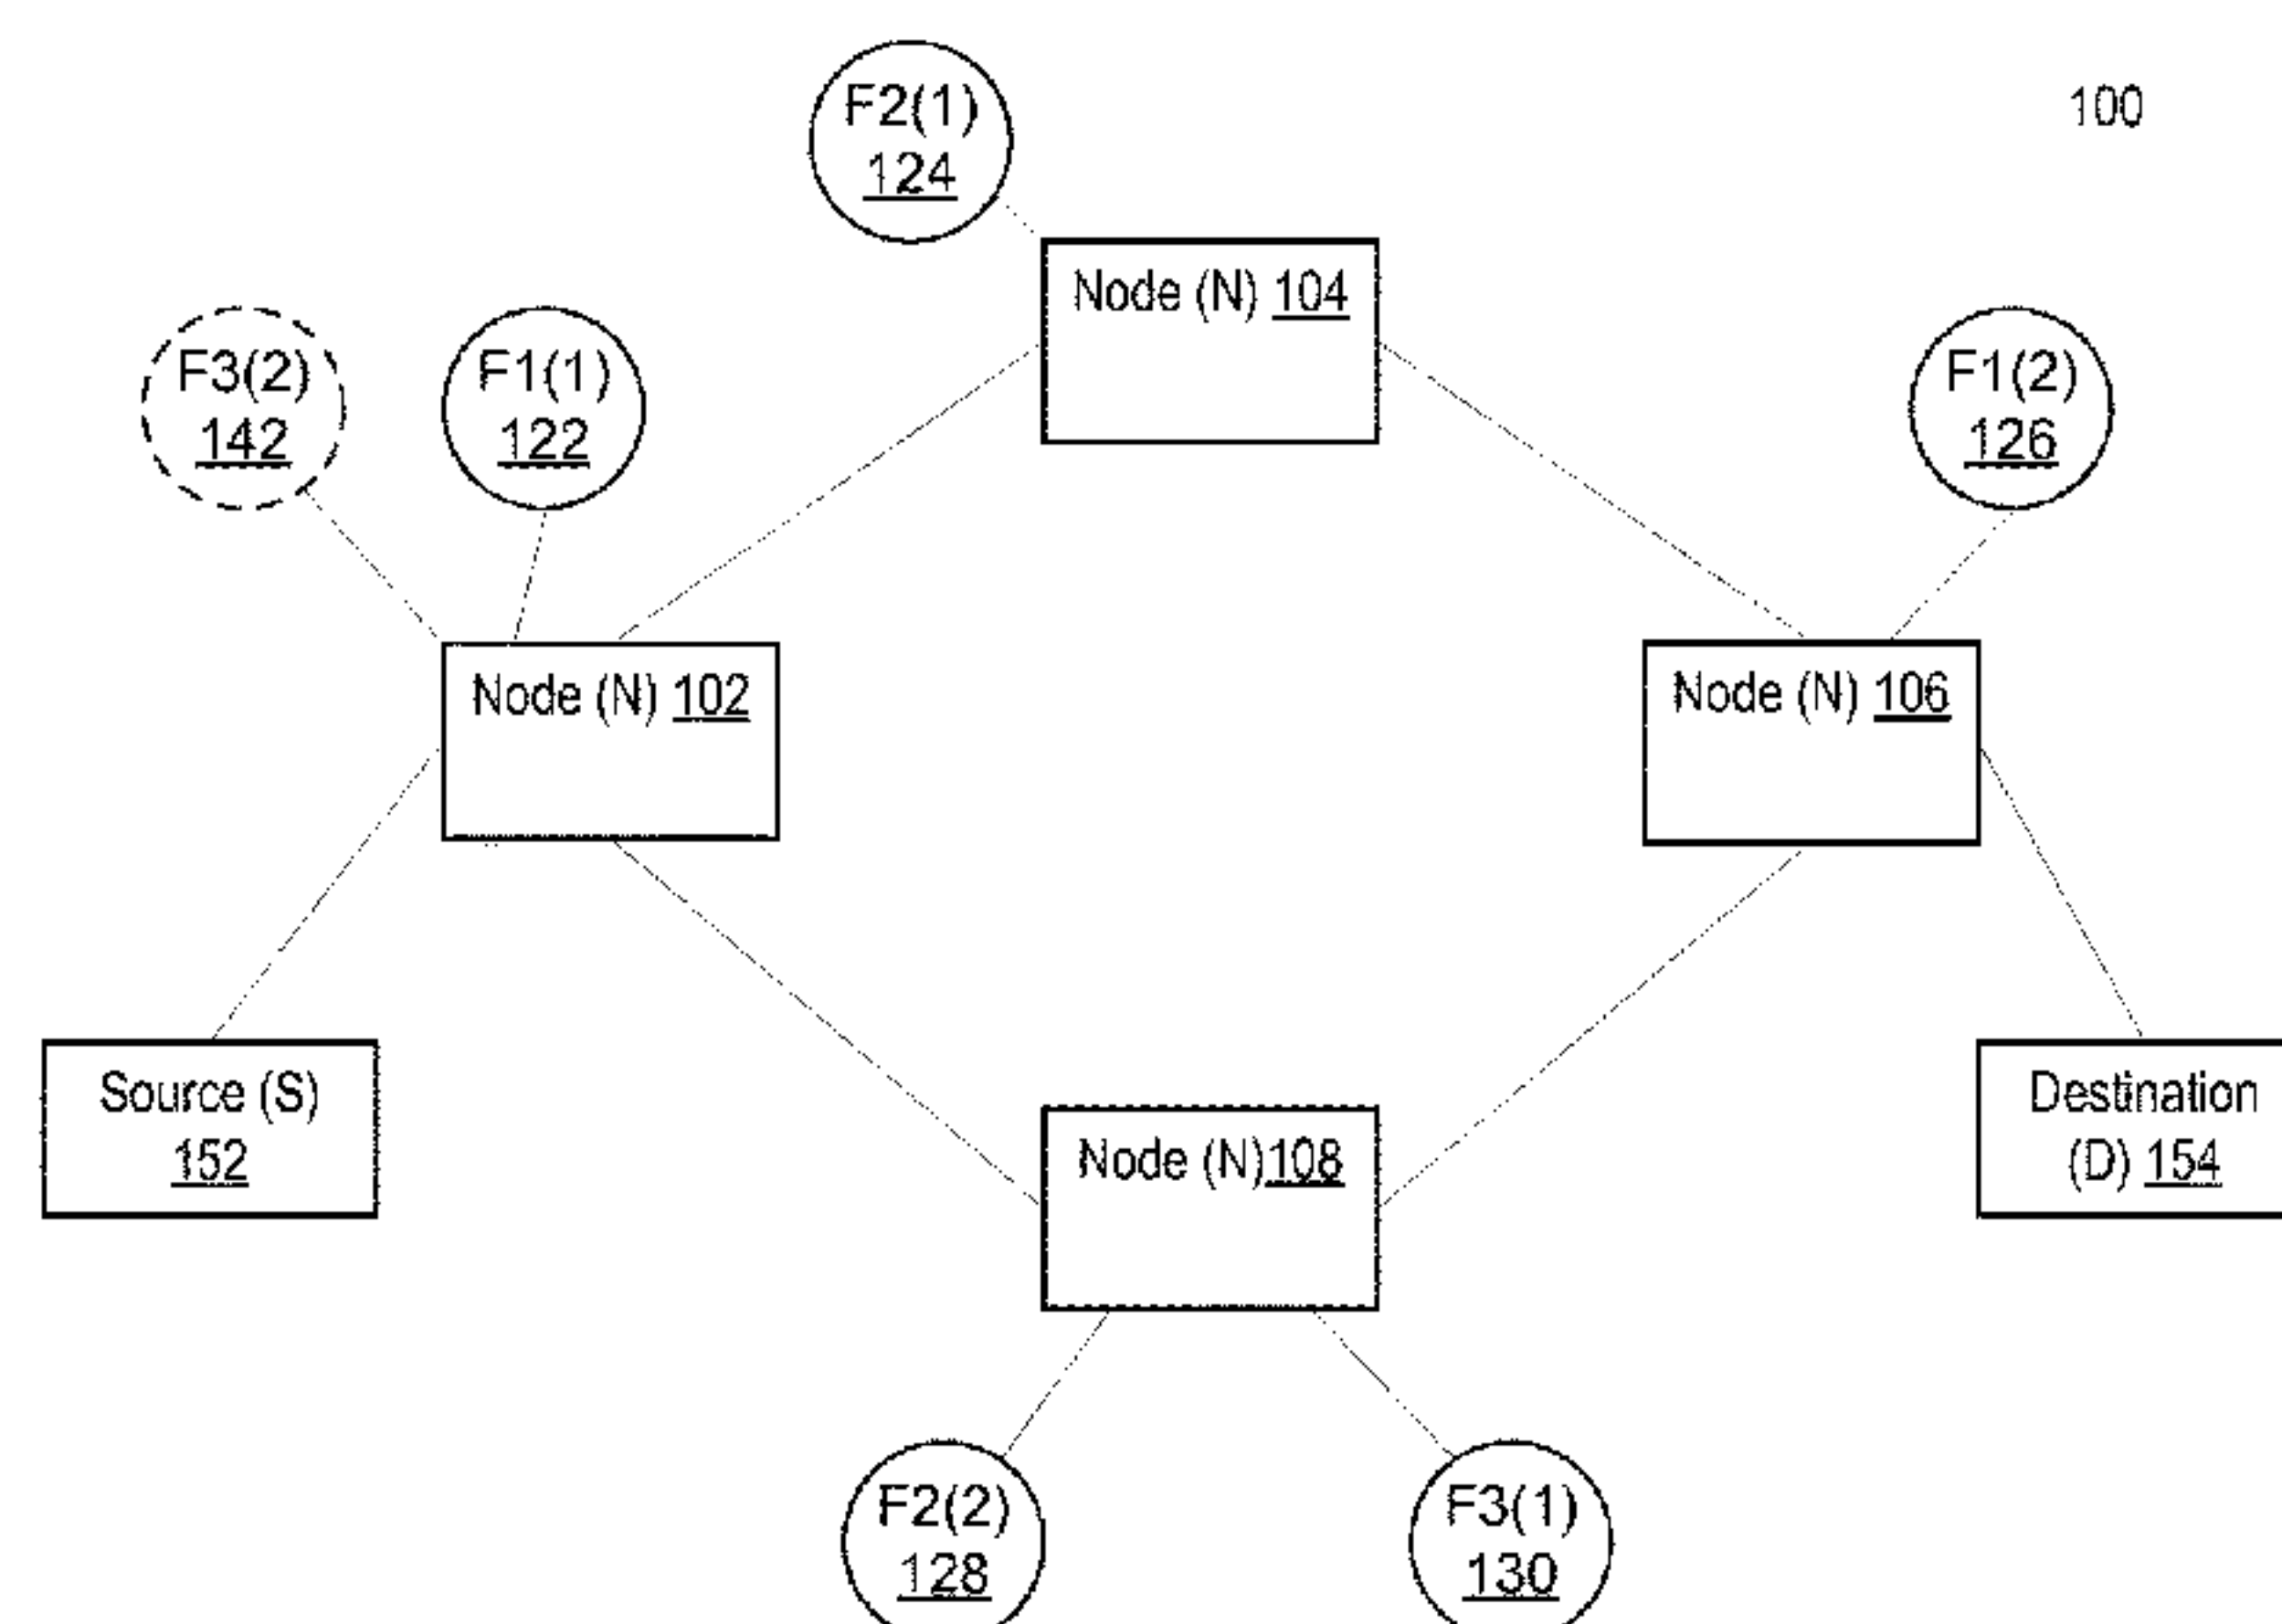 F2(1)
124
100
Node (N) 104
F3(2)
142
F1(1)
122
F1(2)
126
Node (N) 102
Node (N) 106
Source (S)
152
Node (N)108
Destination
(D) 154
F2(2)
128
F3(1)
130